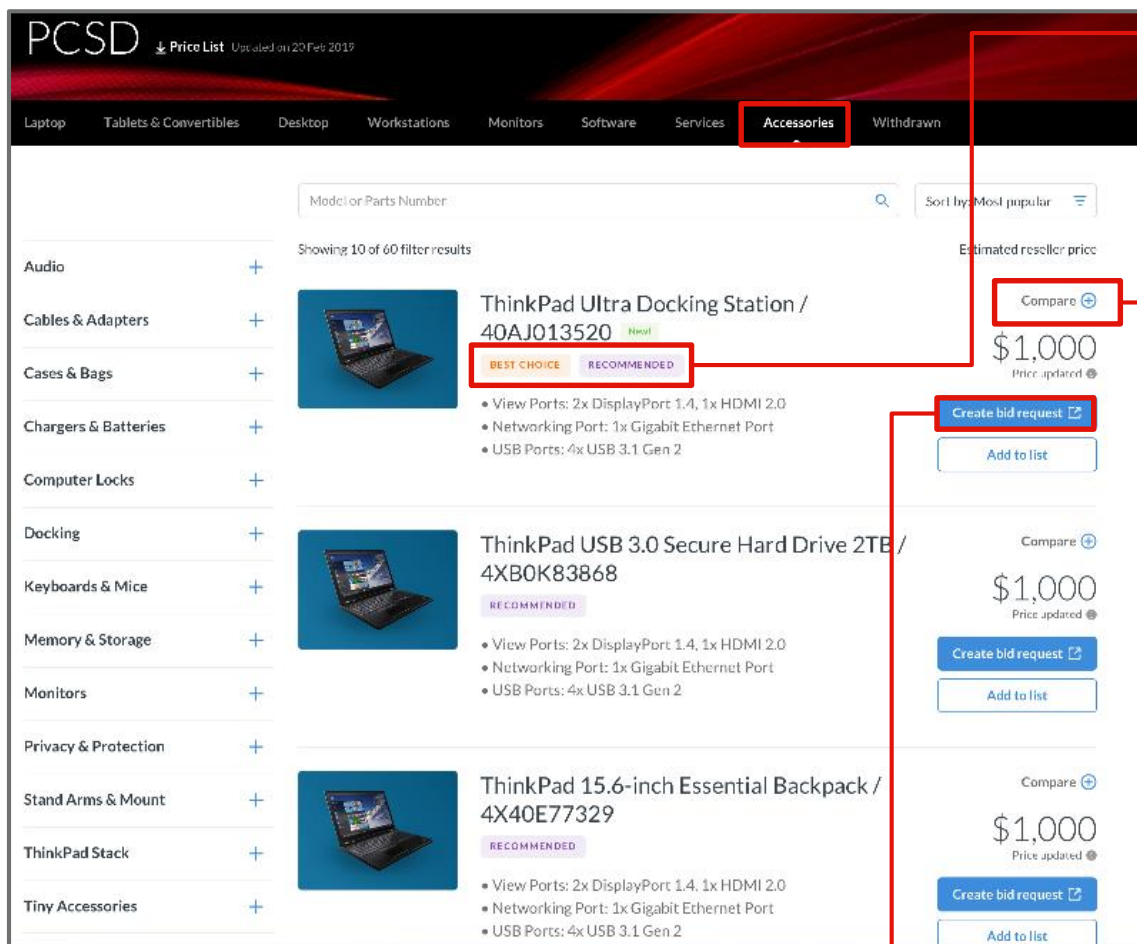 PCSD Price List Updated on 20 Feb 2019
Laptop Tablets & Convertibles Desktop Workstations Monitors Software Services Accessories Withdrawn
Model or Parts Number
Sort by: Most popular
Showing 10 of 60 filter results
Estimated reseller price
Audio
Cables & Adapters
Cases & Bags
Chargers & Batteries
Computer Locks
Docking
Keyboards & Mice
Memory & Storage
Monitors
Privacy & Protection
Stand Arms & Mount
ThinkPad Stack
Tiny Accessories
ThinkPad Ultra Docking Station /
40AJ013520 New!
BEST CHOICE RECOMMENDED
• View Ports: 2x DisplayPort 1.4, 1x HDMI 2.0
• Networking Port: 1x Gigabit Ethernet Port
• USB Ports: 4x USB 3.1 Gen 2
Compare
$1,000
Price updated
Create bid request
Add to list
ThinkPad USB 3.0 Secure Hard Drive 2TB /
4XB0K83868
RECOMMENDED
• View Ports: 2x DisplayPort 1.4, 1x HDMI 2.0
• Networking Port: 1x Gigabit Ethernet Port
• USB Ports: 4x USB 3.1 Gen 2
Compare
$1,000
Price updated
Create bid request
Add to list
ThinkPad 15.6-inch Essential Backpack /
4X40E77329
RECOMMENDED
• View Ports: 2x DisplayPort 1.4, 1x HDMI 2.0
• Networking Port: 1x Gigabit Ethernet Port
• USB Ports: 4x USB 3.1 Gen 2
Compare
$1,000
Price updated
Create bid request
Add to list